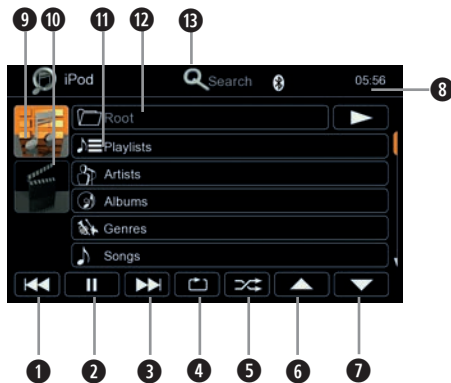 9 10 11 12 13
iPod Search 05:56
8
Root
Playlists
Artists
Albums
Genres
Songs
1 2 3 4 5 6 7